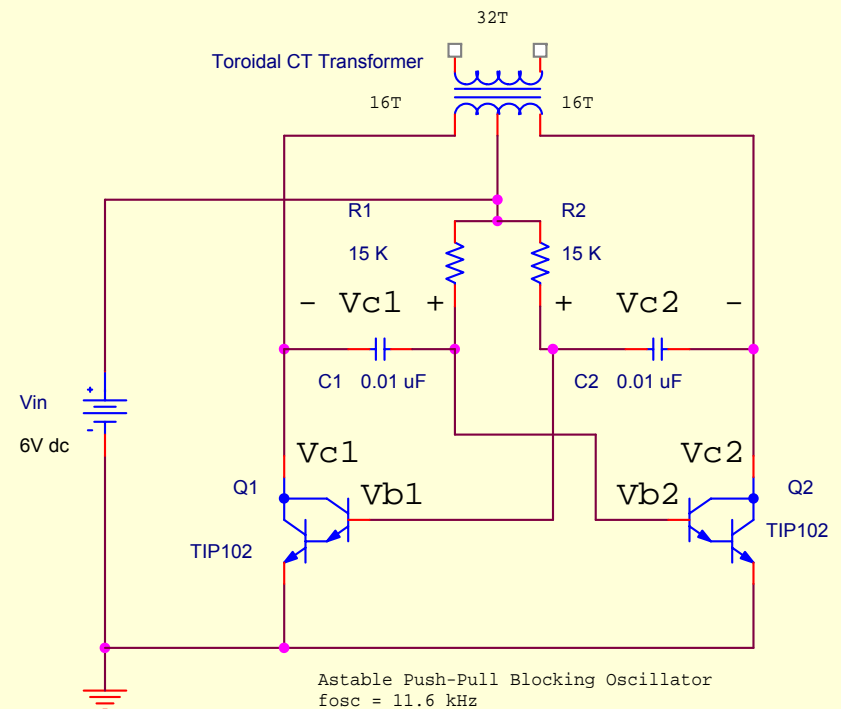 32T
Toroidal CT Transformer
16T 16T
R1 R2
15 K 15 K
- Vc1 + + Vc2 -
C1 0.01 uF C2 0.01 uF
Vin
+
-
6V dc
Vc1 Vc2
Q1 Vb1 Vb2 Q2
TIP102 TIP102
Astable Push-Pull Blocking Oscillator
fosc = 11.6 kHz